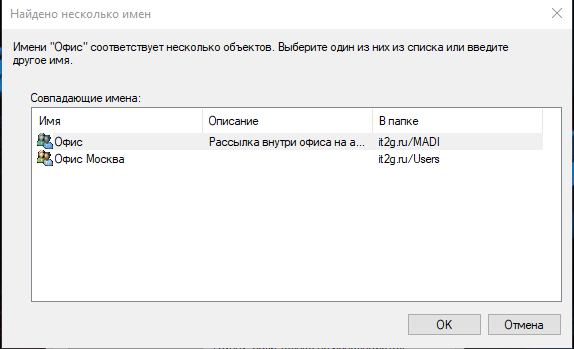 Найдено несколько имен
Имени "Офис" соответствует несколько объектов. Выберите один из них из списка или введите
другое имя.
Совпадающие имена:
Имя Описание В папке
Офис Рассылка внутри офиса на а... it2g.ru/MADI
Офис Москва it2g.ru/Users
OK Отмена